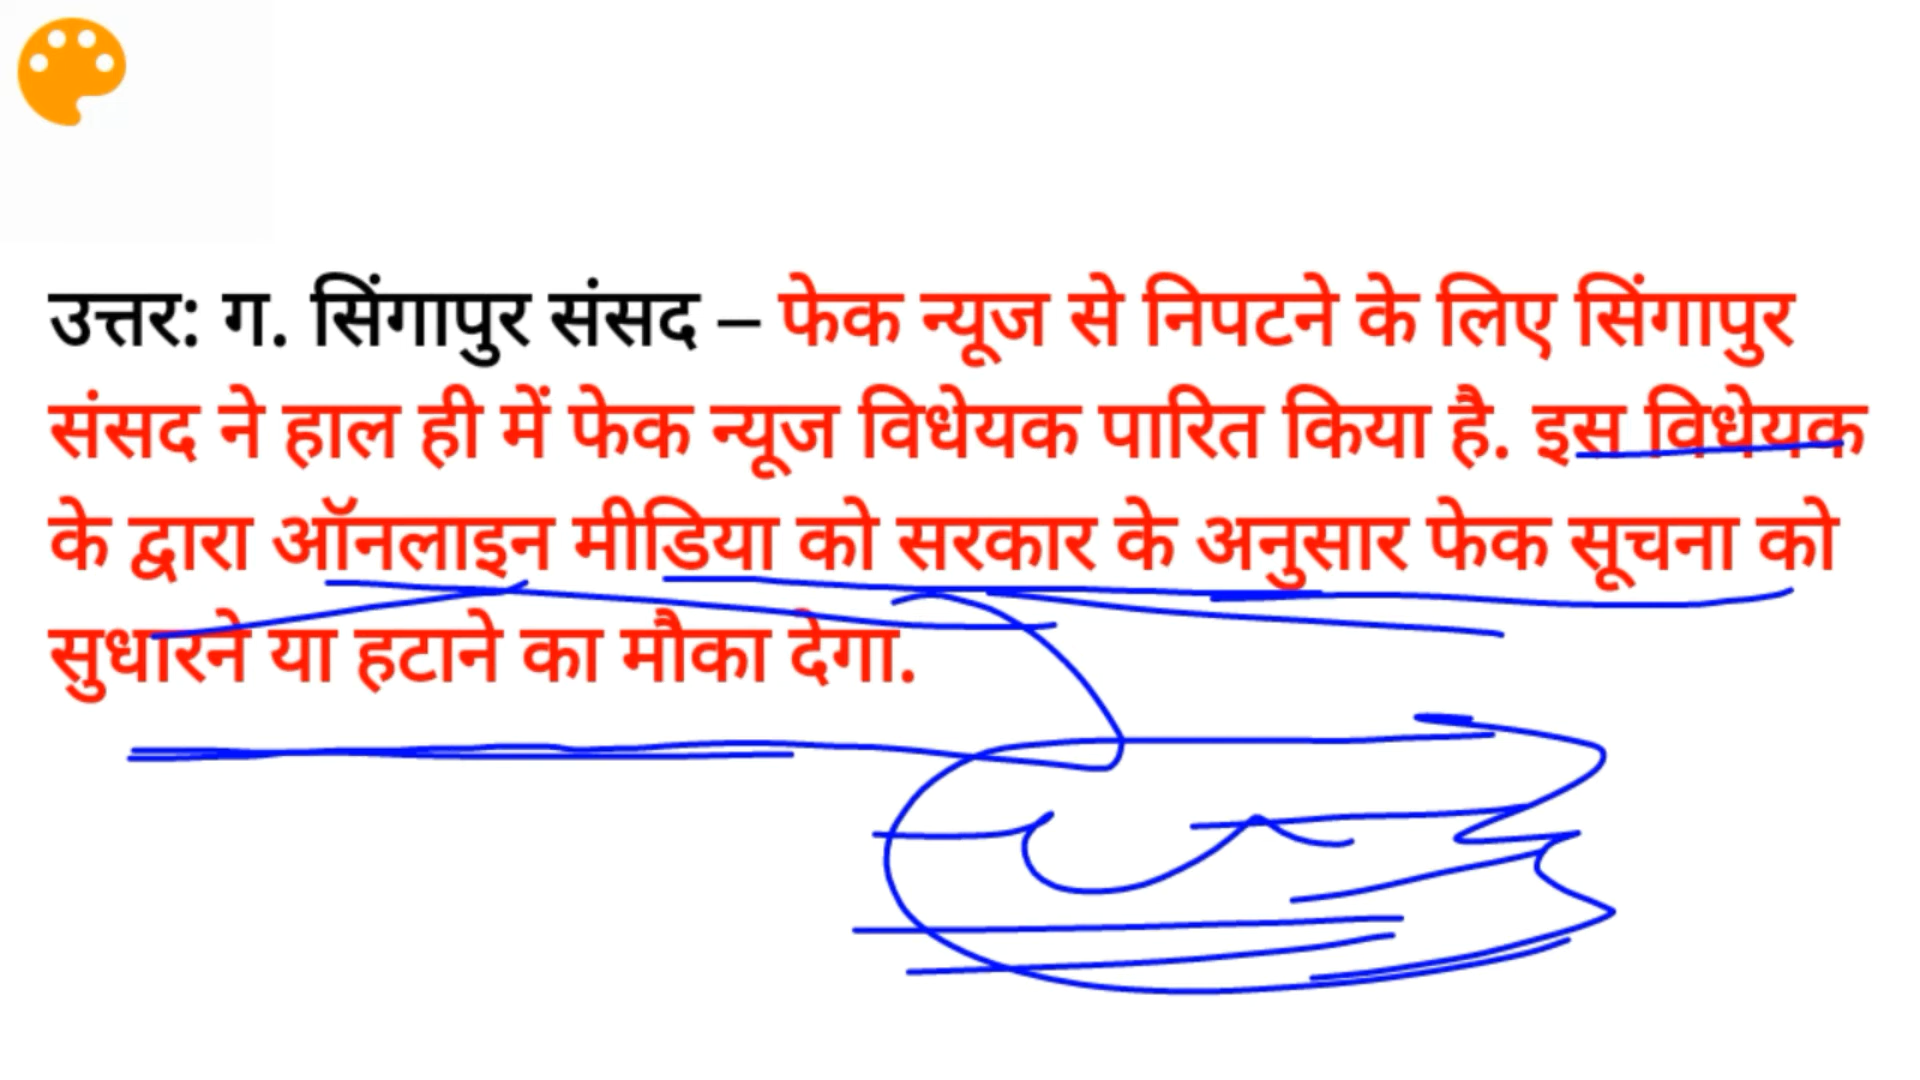 उत्तर: ग. सिंगापुर संसद – फेक न्यूज से निपटने के लिए सिंगापुर
संसद ने हाल ही में फेक न्यूज विधेयक पारित किया है. इस विधेयक
के द्वारा ऑनलाइन मीडिया को सरकार के अनुसार फेक सूचना को
सुधारने या हटाने का मौका देगा.